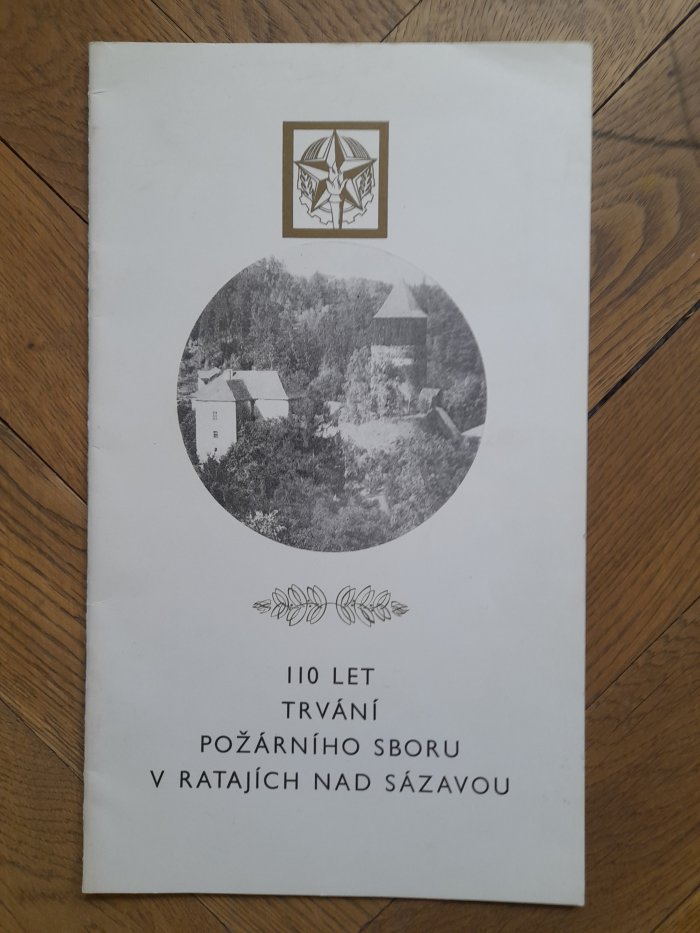 110 LET
TRVÁNÍ
POŽÁRNÍHO SBORU
V RATAJÍCH NAD SÁZAVOU